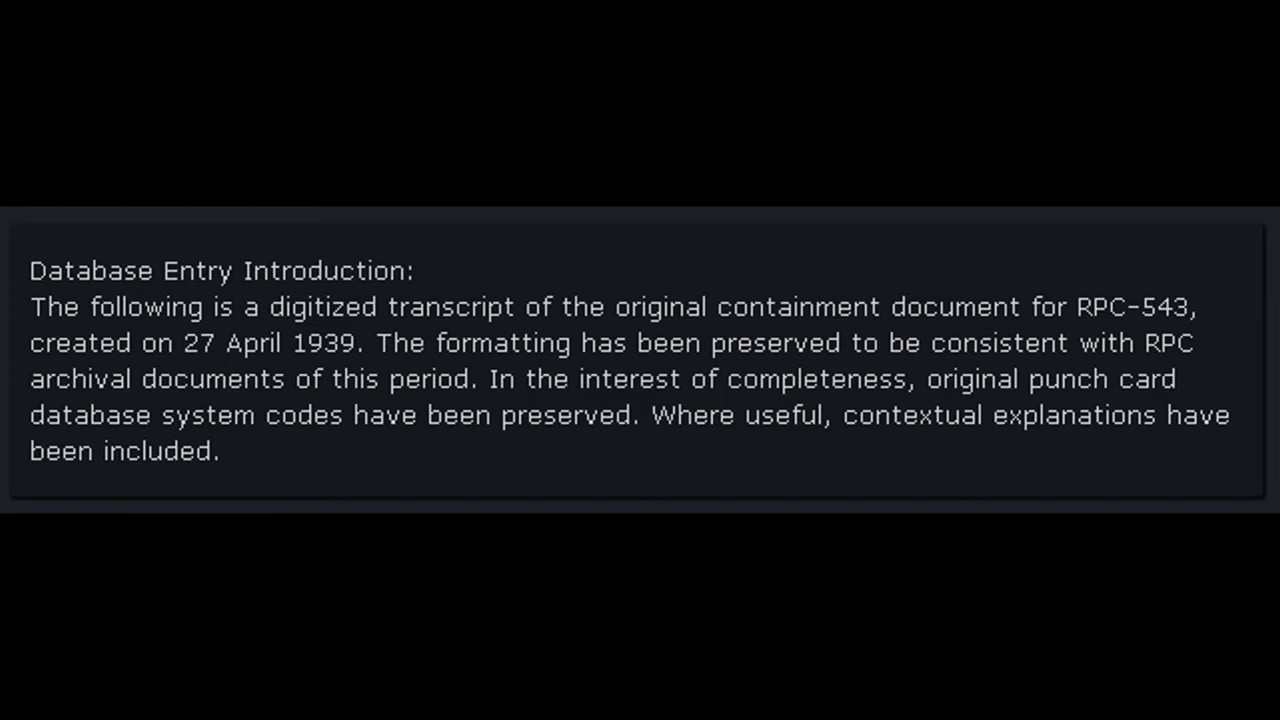 Database Entry Introduction:
The following is a digitized transcript of the original containment document for RPC-543,
created on 27 April 1939. The formatting has been preserved to be consistent with RPC
archival documents of this period. In the interest of completeness, original punch card
database system codes have been preserved. Where useful, contextual explanations have
been included.